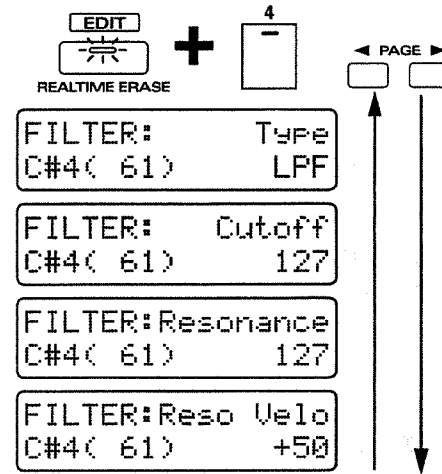 EDIT
4
◄ PAGE ►
REALTIME ERASE
FILTER: Type
C#4( 61) LPF
FILTER: Cutoff
C#4( 61) 127
FILTER:Resonance
C#4( 61) 127
FILTER:Reso Velo
C#4( 61) +50